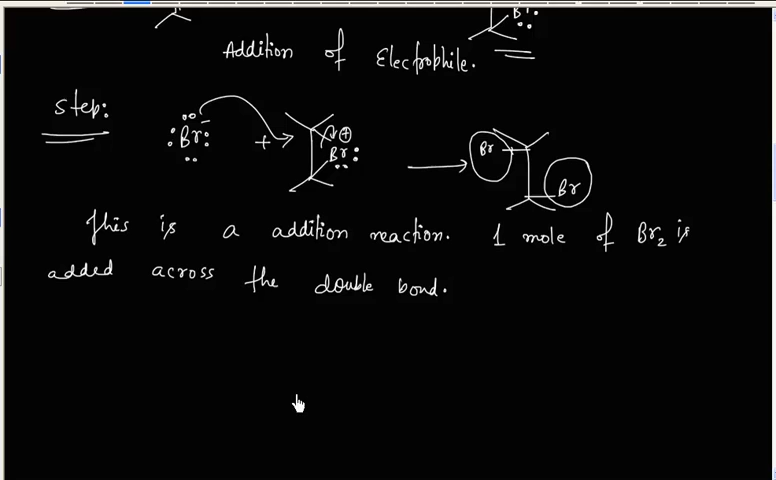 Br
Addition of Electrophile.
Step:
Br + Br Br Br
This is a addition reaction. 1 mole of Br2 is
added across the double bond.